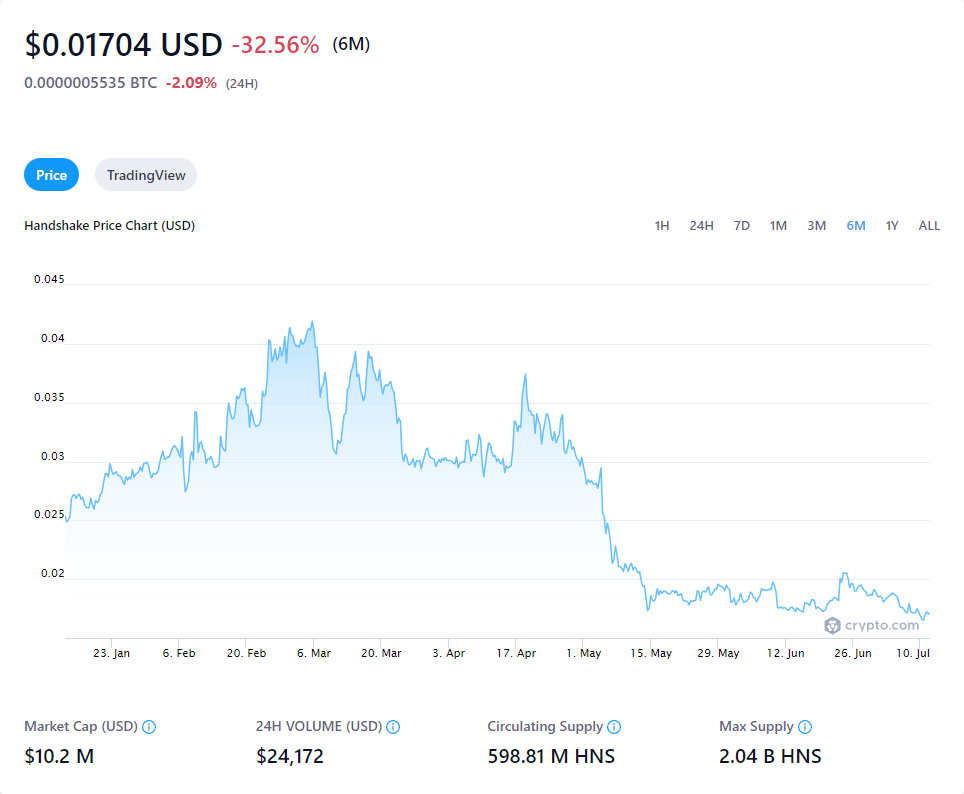 $0.01704 USD -32.56% (6M)
0.0000005535 BTC -2.09% (24H)
Price TradingView
Handshake Price Chart (USD) 1H 24H 7D 1M 3M 6M 1Y ALL
0.045
0.04
0.035
0.03
0.025
0.02
crypto.com
23. Jan 6. Feb 20. Feb 6. Mar 20. Mar 3. Apr 17. Apr 1. May 15. May 29. May 12. Jun 26. Jun 10. Jul
Market Cap (USD) 24H VOLUME (USD) Circulating Supply Max Supply
$10.2 M $24,172 598.81 M HNS 2.04 B HNS